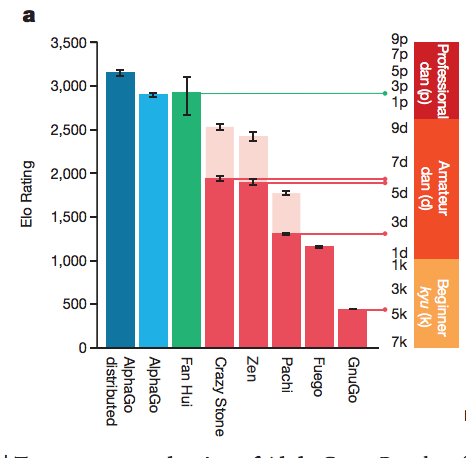 a
3,500
3,000
2,500
2,000
1,500
1,000
500
0
Elo Rating
AlphaGo
distributed
AlphaGo
Fan Hui
Crazy Stone
Zen
Pachi
Fuego
GnuGo
9p
7p
5p
3p
1p
9d
7d
5d
3d
1d
1k
3k
5k
7k
Professional
dan (p)
Amateur
dan (d)
Beginner
kyu (k)